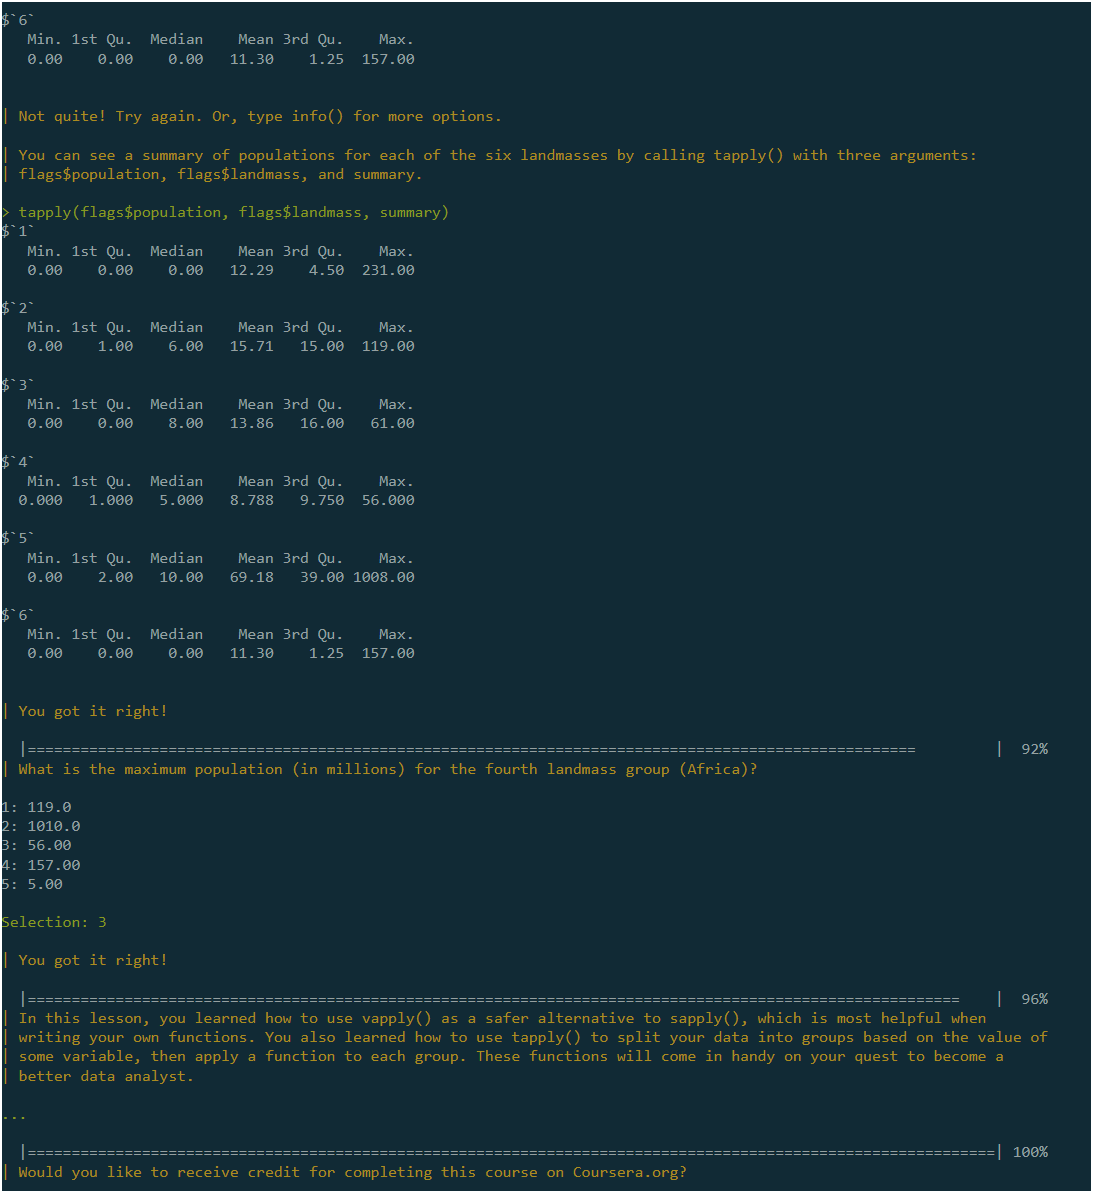 $`6`
   Min. 1st Qu.  Median    Mean 3rd Qu.    Max.
   0.00    0.00    0.00   11.30    1.25  157.00
| Not quite! Try again. Or, type info() for more options.
| You can see a summary of populations for each of the six landmasses by calling tapply() with three arguments:
| flags$population, flags$landmass, and summary.
> tapply(flags$population, flags$landmass, summary)
$`1`
   Min. 1st Qu.  Median    Mean 3rd Qu.    Max.
   0.00    0.00    0.00   12.29    4.50  231.00
$`2`
   Min. 1st Qu.  Median    Mean 3rd Qu.    Max.
   0.00    1.00    6.00   15.71   15.00  119.00
$`3`
   Min. 1st Qu.  Median    Mean 3rd Qu.    Max.
   0.00    0.00    8.00   13.86   16.00   61.00
$`4`
   Min. 1st Qu.  Median    Mean 3rd Qu.    Max.
  0.000   1.000   5.000   8.788   9.750  56.000
$`5`
   Min. 1st Qu.  Median    Mean 3rd Qu.    Max.
   0.00    2.00   10.00   69.18   39.00 1008.00
$`6`
   Min. 1st Qu.  Median    Mean 3rd Qu.    Max.
   0.00    0.00    0.00   11.30    1.25  157.00
| You got it right!
  |=====================================================================================================         |  92%
| What is the maximum population (in millions) for the fourth landmass group (Africa)?
1: 119.0
2: 1010.0
3: 56.00
4: 157.00
5: 5.00
Selection: 3
| You got it right!
  |==========================================================================================================    |  96%
| In this lesson, you learned how to use vapply() as a safer alternative to sapply(), which is most helpful when
| writing your own functions. You also learned how to use tapply() to split your data into groups based on the value of
| some variable, then apply a function to each group. These functions will come in handy on your quest to become a
| better data analyst.
...
  |==============================================================================================================| 100%
| Would you like to receive credit for completing this course on Coursera.org?